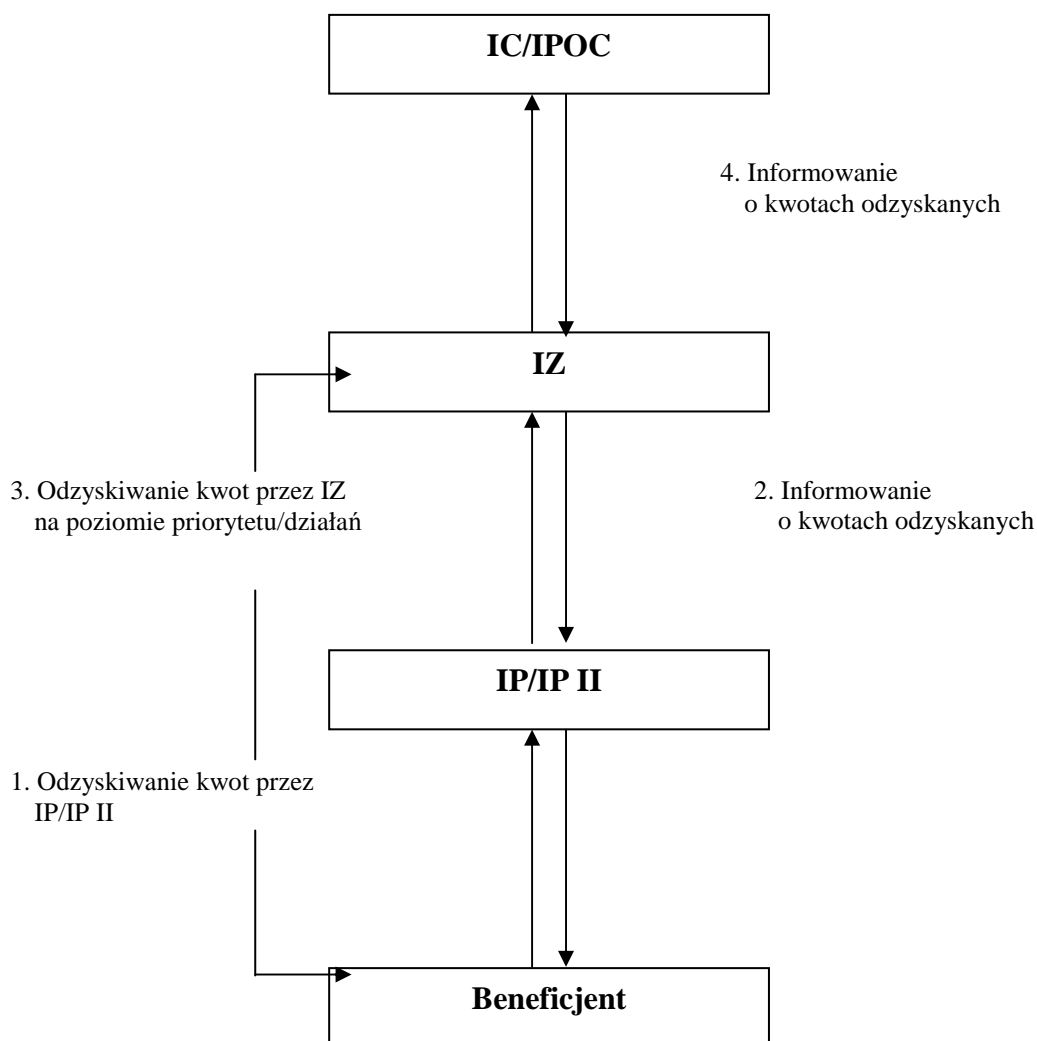 IC/IPOC
4. Informowanie
o kwotach odzyskanych
IZ
3. Odzyskiwanie kwot przez IZ
na poziomie priorytetu/działań
2. Informowanie
o kwotach odzyskanych
IP/IP II
1. Odzyskiwanie kwot przez
IP/IP II
Beneficjent